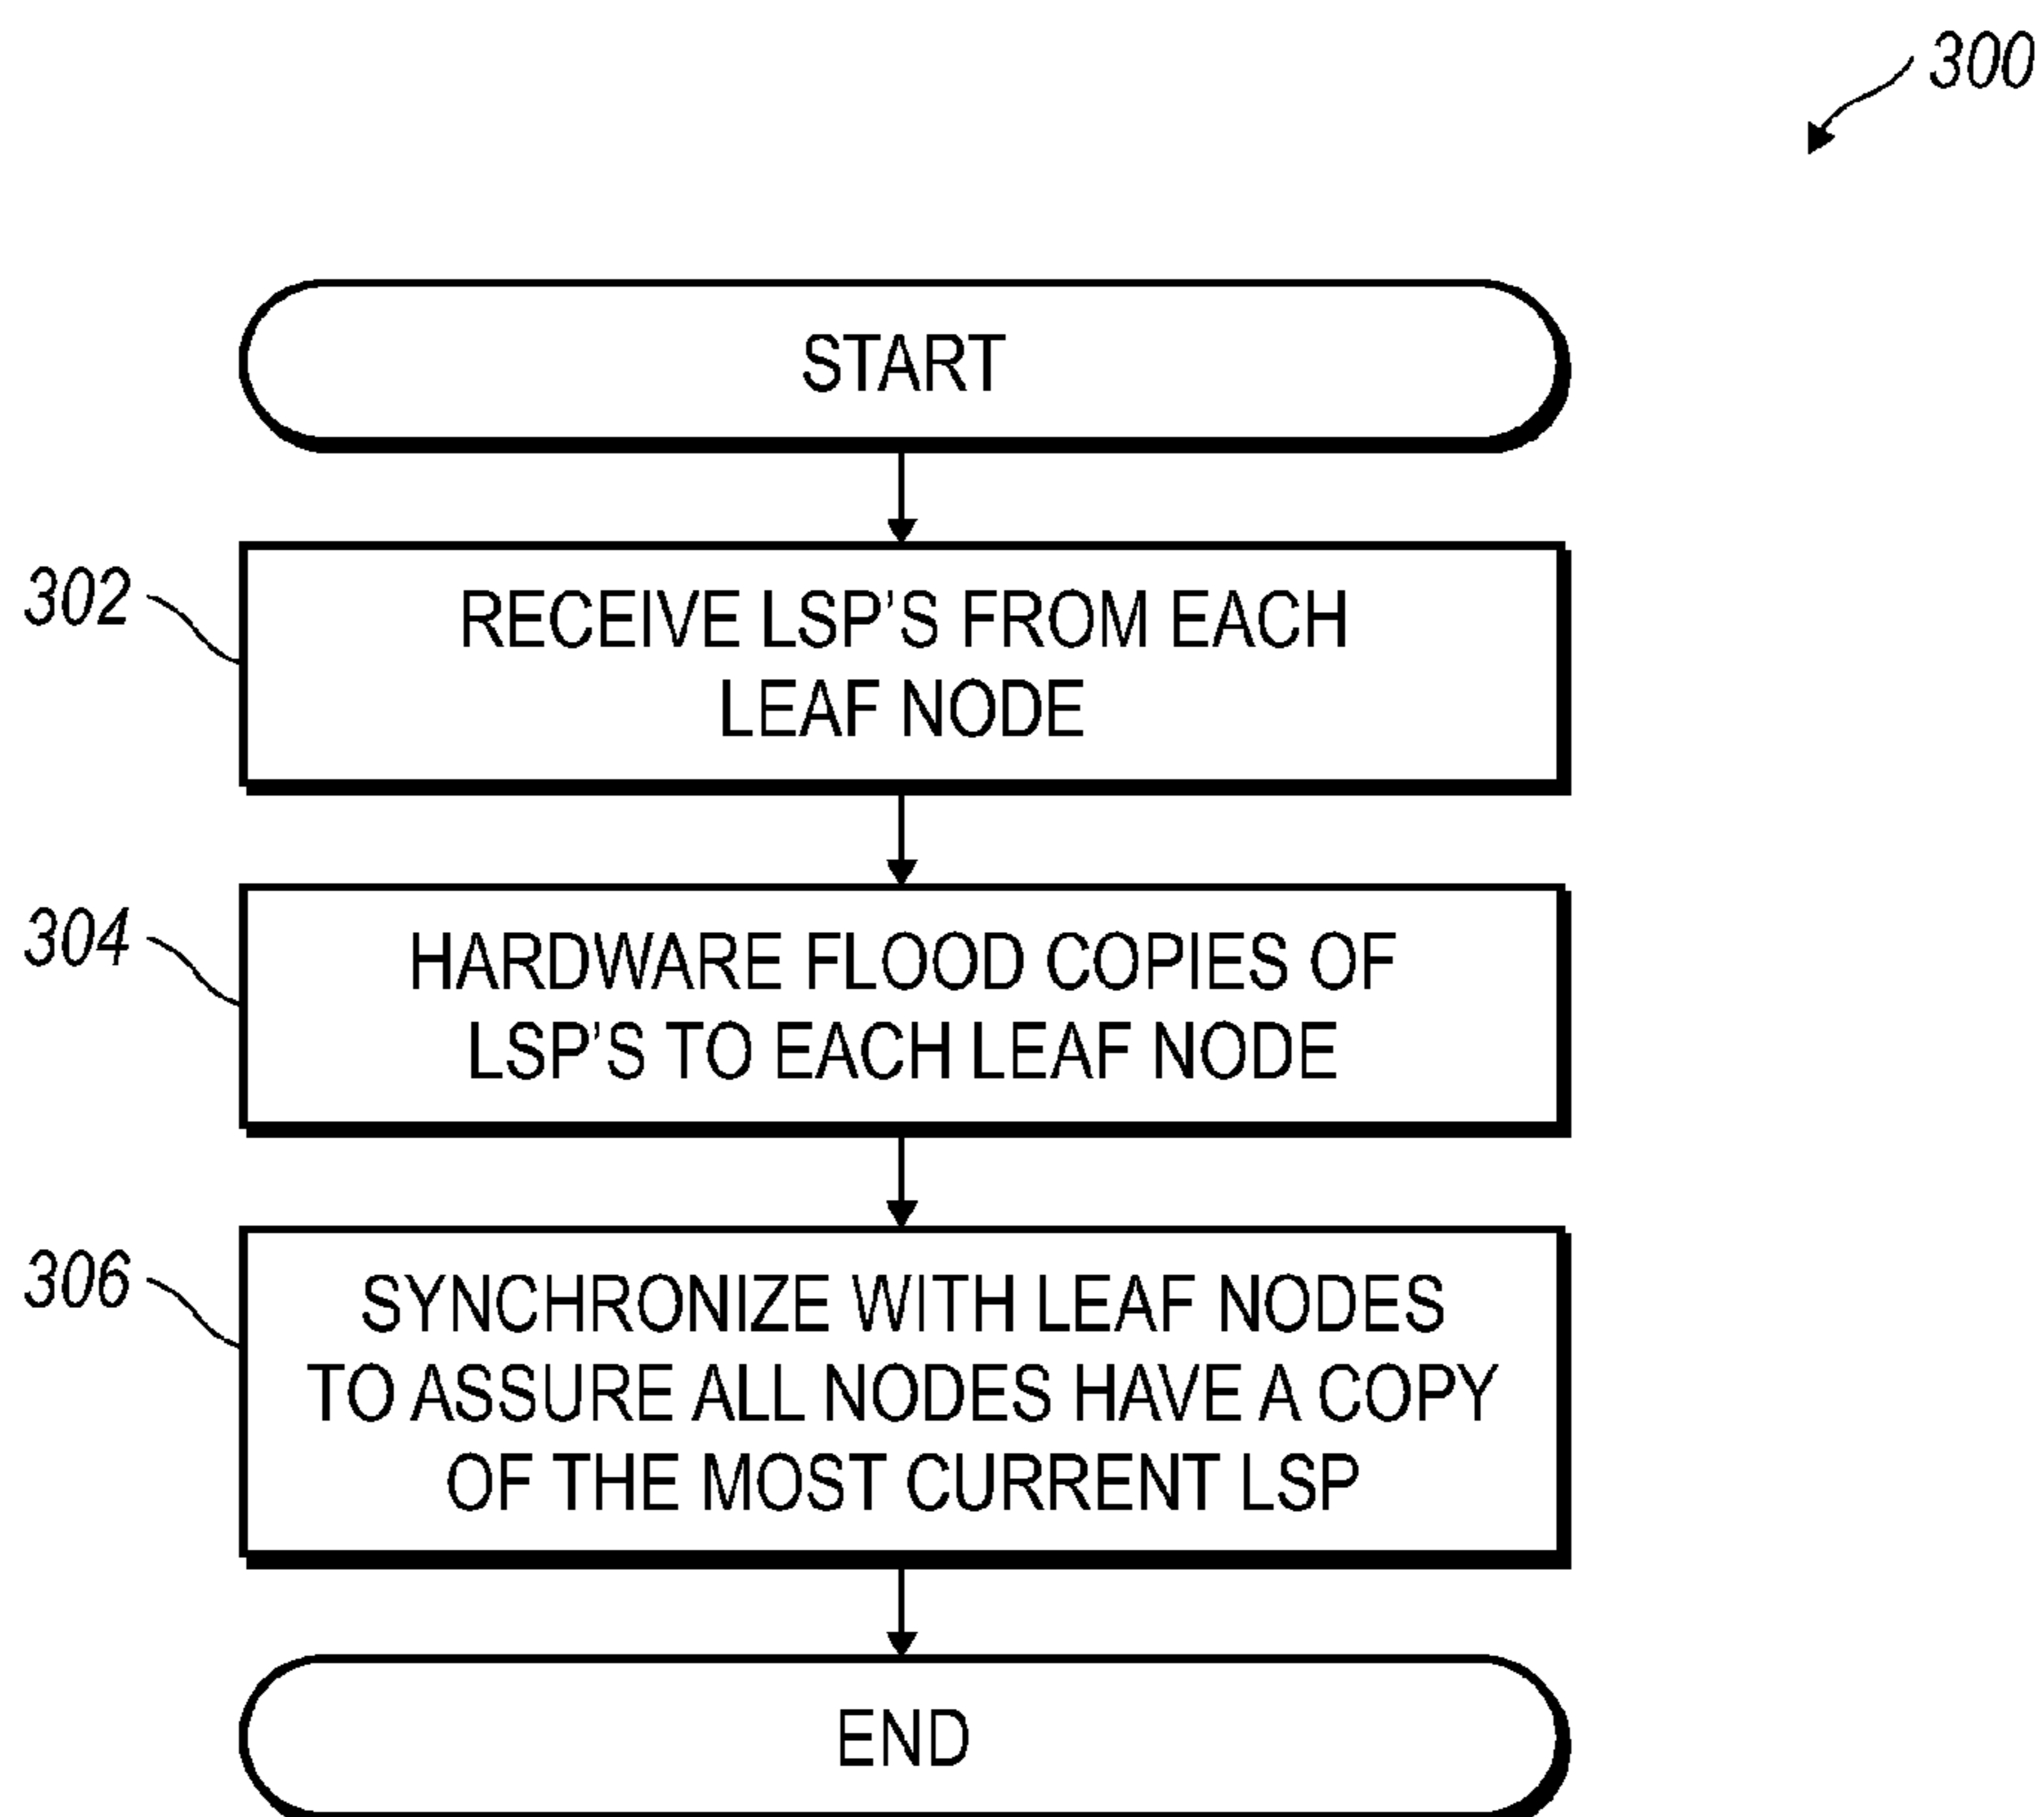 300
START
302
RECEIVE LSP'S FROM EACH
LEAF NODE
304
HARDWARE FLOOD COPIES OF
LSP'S TO EACH LEAF NODE
306
SYNCHRONIZE WITH LEAF NODES
TO ASSURE ALL NODES HAVE A COPY
OF THE MOST CURRENT LSP
END